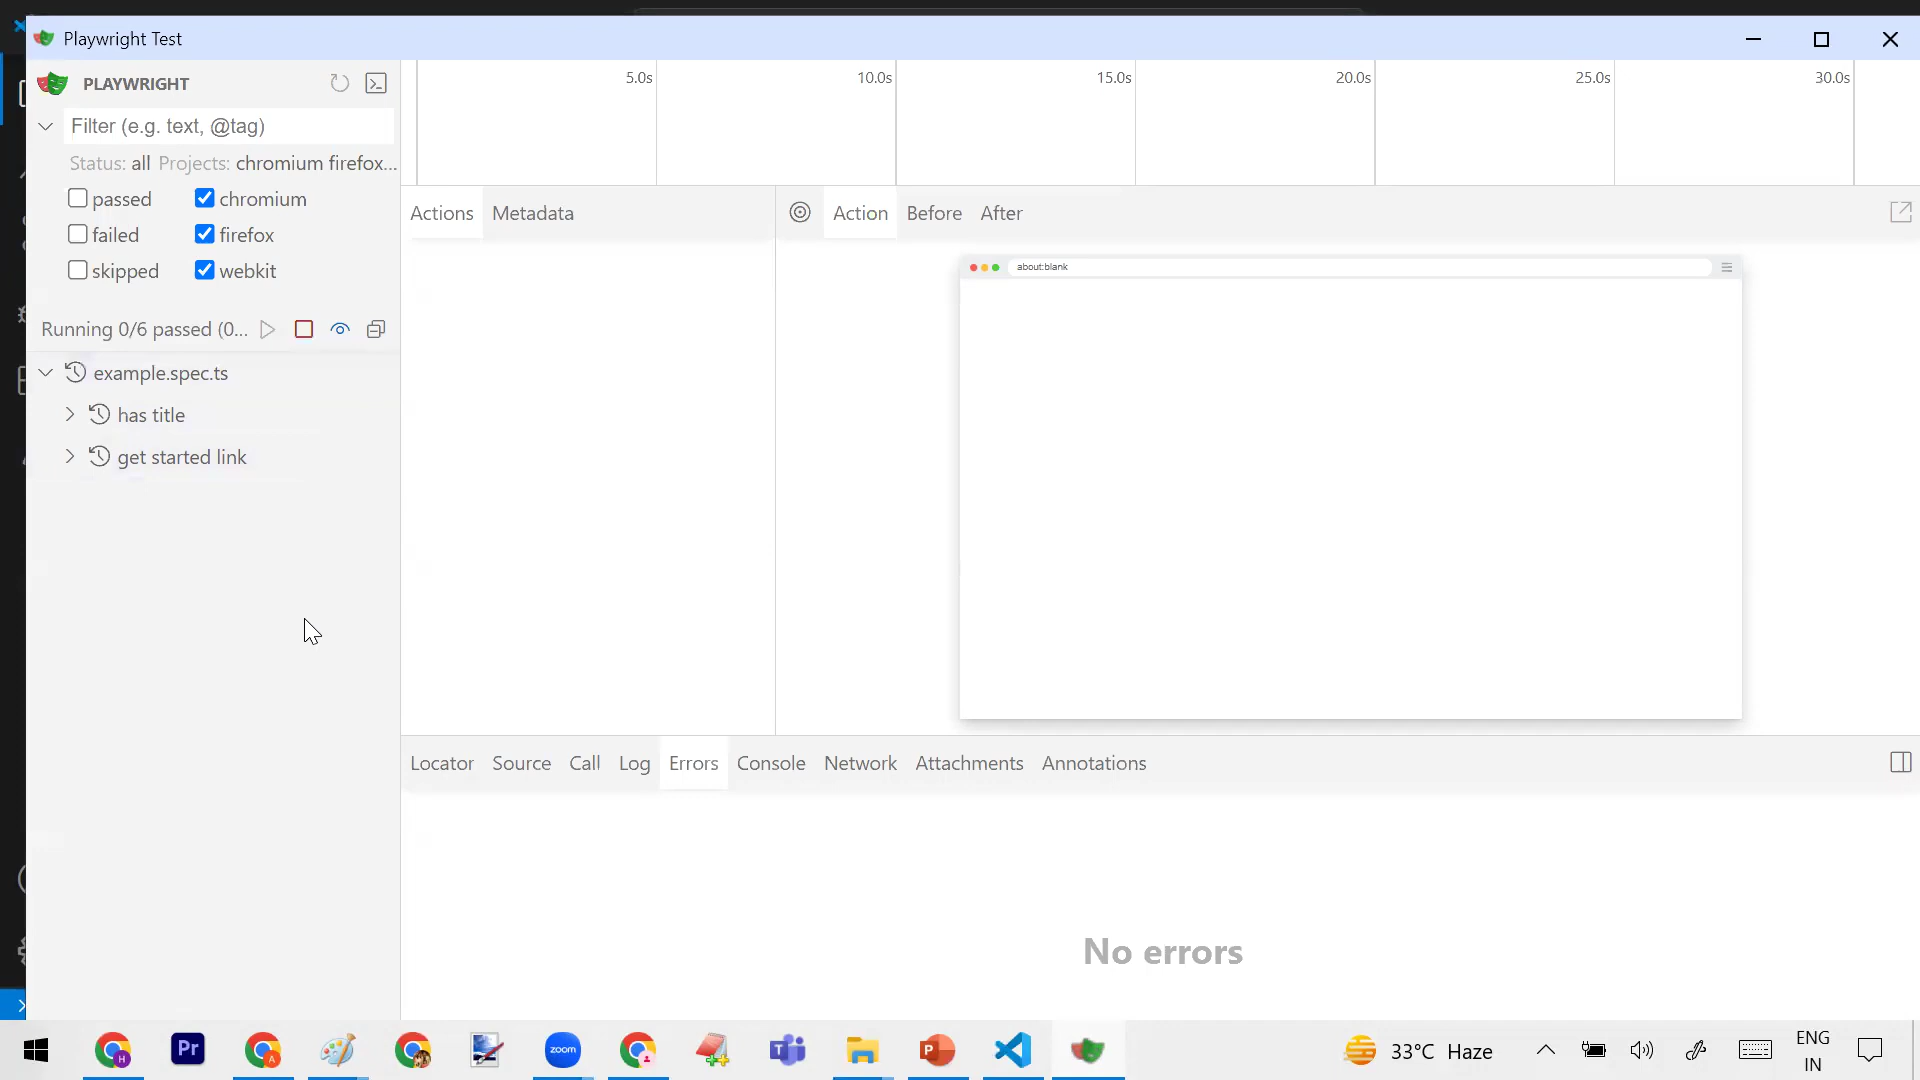 Playwright Test
PLAYWRIGHT
Filter (e.g. text, @tag)
Status: all Projects: chromium firefox...
passed chromium
failed firefox
skipped webkit
Running 0/6 passed (0...
example.spec.ts
has title
get started link
5.0s 10.0s 15.0s 20.0s 25.0s 30.0s
Actions Metadata
Action Before After
about:blank
Locator Source Call Log Errors Console Network Attachments Annotations
No errors
Pr
H
A
zoom
T
P
33°C Haze
ENG
IN